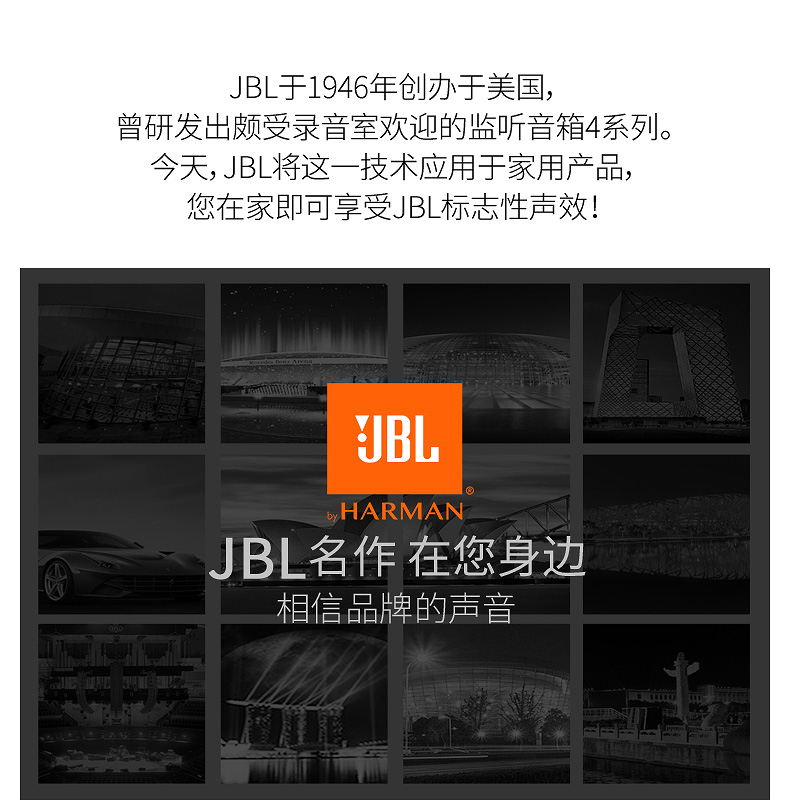 JBL于1946年创办于美国，
曾研发出颇受录音室欢迎的监听音箱4系列。
今天，JBL将这一技术应用于家用产品，
您在家即可享受JBL标志性声效！
Mercedes-Benz Arena
JBL
®
by HARMAN
JBL名作 在您身边
相信品牌的声音